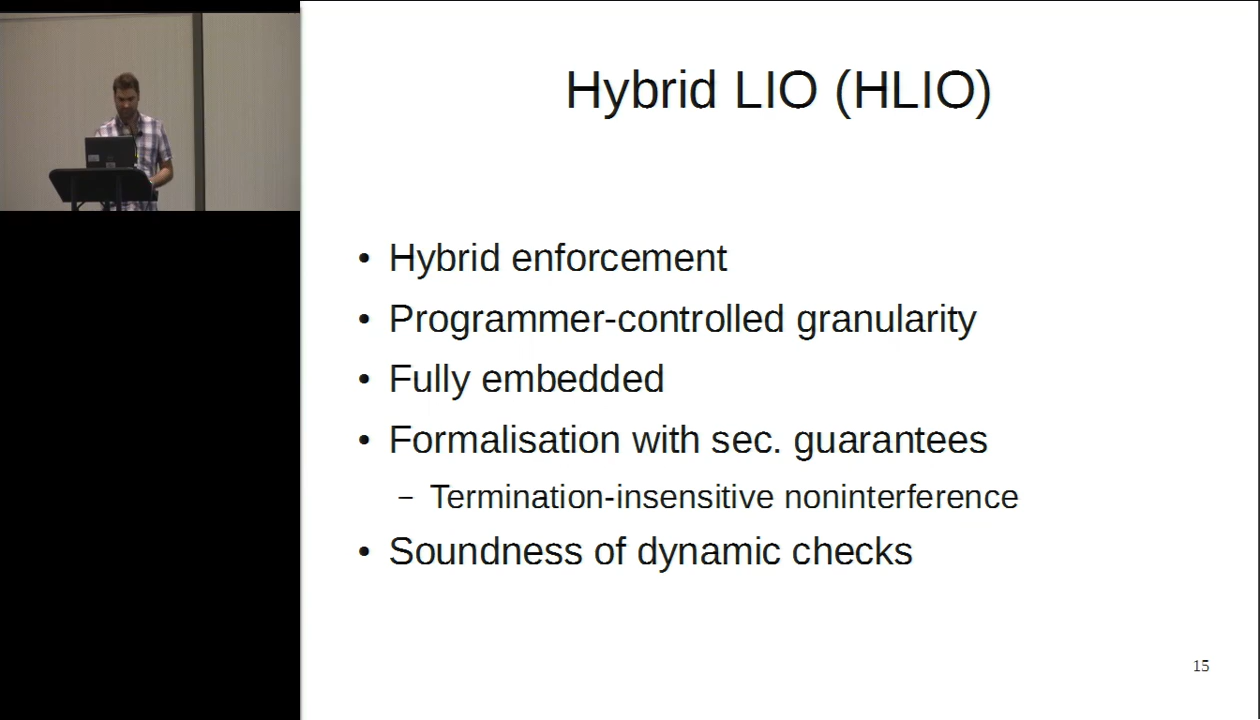 Hybrid LIO (HLIO)
• Hybrid enforcement
• Programmer-controlled granularity
• Fully embedded
• Formalisation with sec. guarantees
– Termination-insensitive noninterference
• Soundness of dynamic checks
15